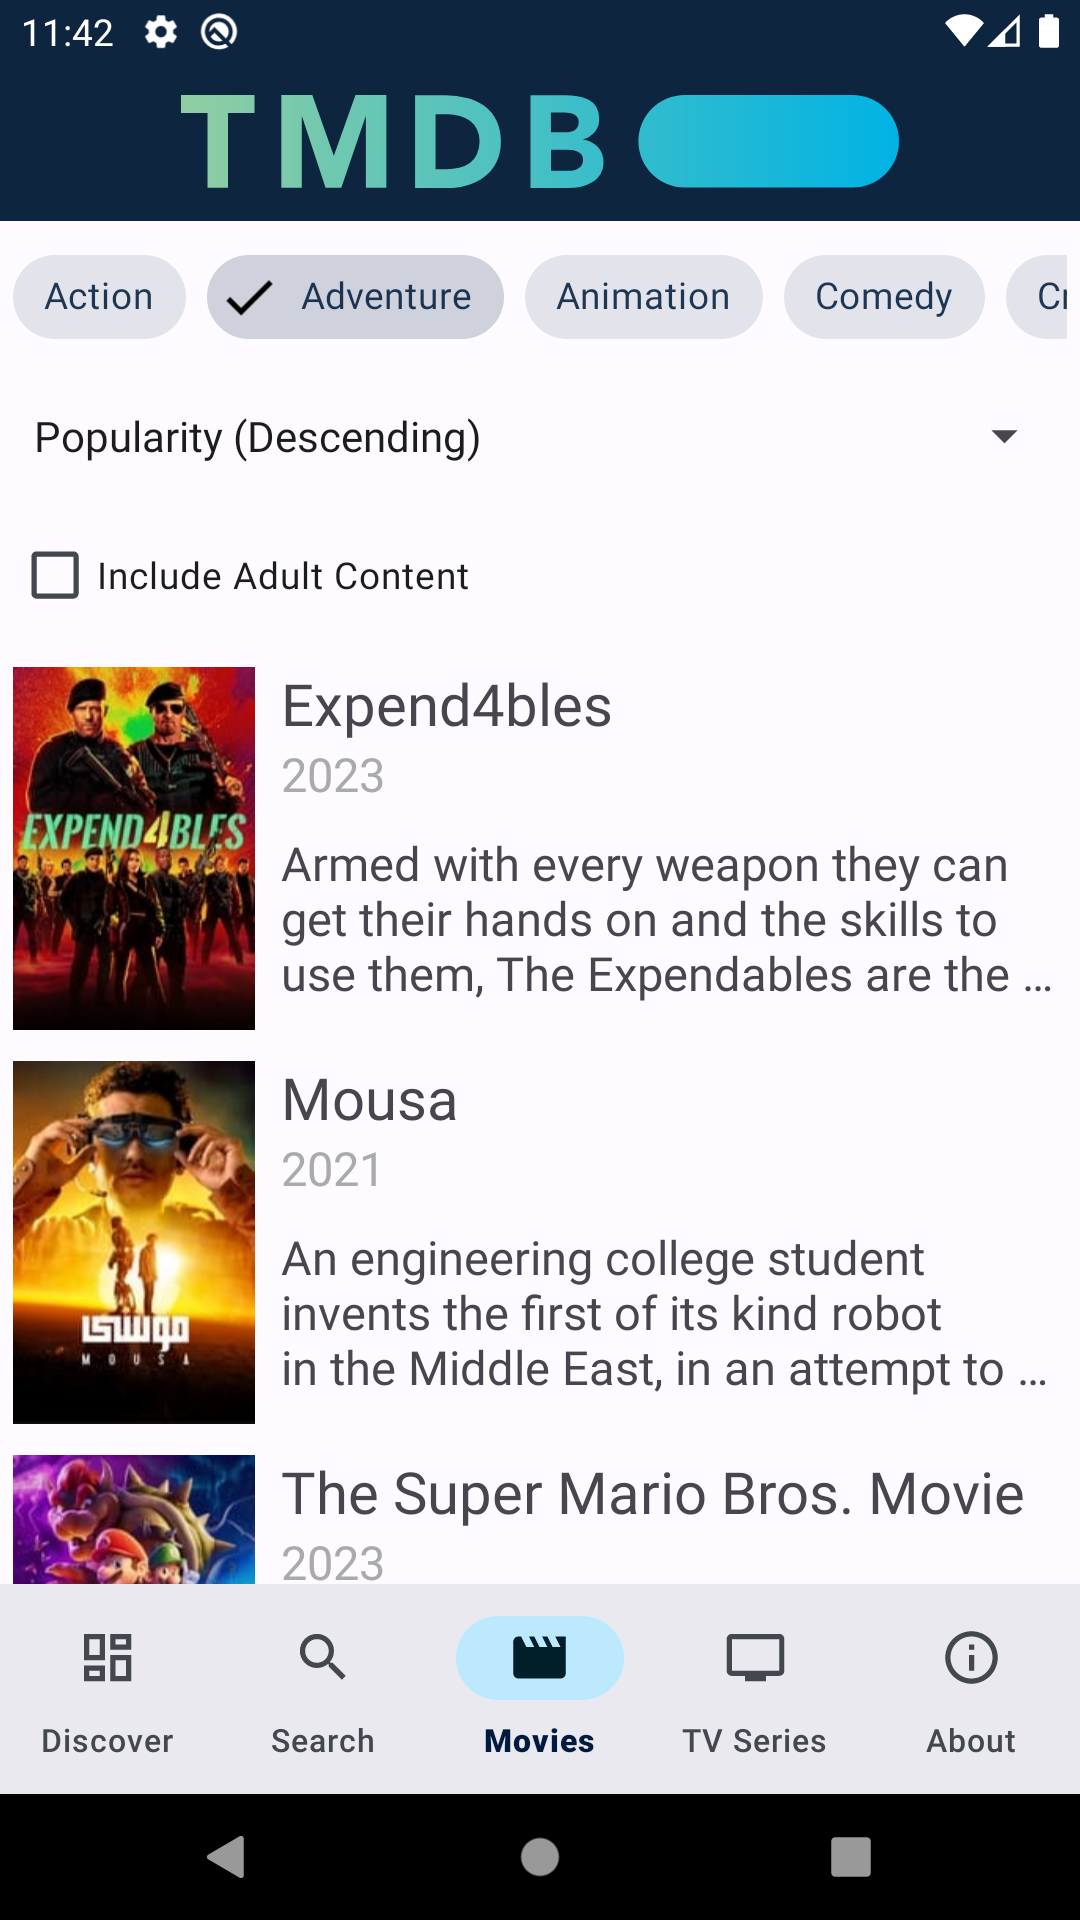 11:42
TMDB
Action Adventure Animation Comedy
Popularity (Descending)
Include Adult Content
EXPEND4BLES
Expend4bles
2023
Armed with every weapon they can
get their hands on and the skills to
use them, The Expendables are the ...
موسى
MOUSA
Mousa
2021
An engineering college student
invents the first of its kind robot
in the Middle East, in an attempt to ...
The Super Mario Bros. Movie
2023
Discover Search Movies TV Series About